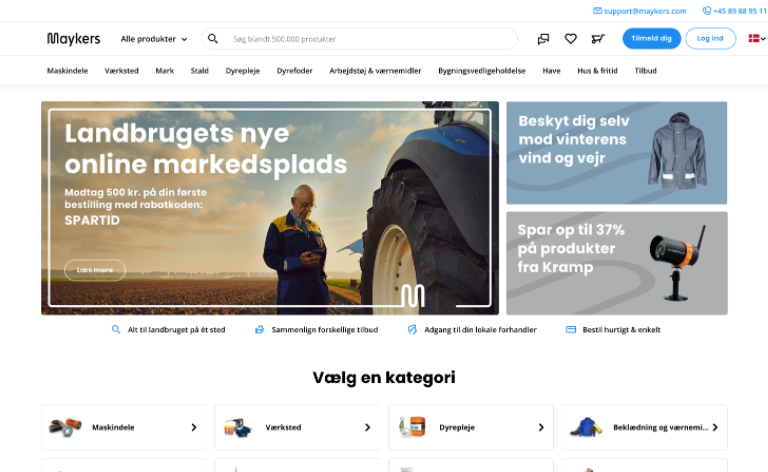 support@maykers.com
+45 89 88 95 11
Maykers
Alle produkter
Søg blandt 500.000 produkter
Tilmeld dig
Log ind
Maskindele
Værksted
Mark
Stald
Dyrepleje
Dyrefoder
Arbejdstøj & værnemidler
Bygningsvedligeholdelse
Have
Hus & fritid
Tilbud
Landbrugets nye
online markedsplads
Modtag 500 kr. på din første
bestilling med rabatkoden:
SPARTID
Læs mere
Beskyt dig selv
mod vinterens
vind og vejr
Spar op til 37%
på produkter
fra Kramp
Alt til landbruget på ét sted
Sammenlign forskellige tilbud
Adgang til din lokale forhandler
Bestil hurtigt & enkelt
Vælg en kategori
Maskindele
Værksted
Dyrepleje
Beklædning og værnemi...